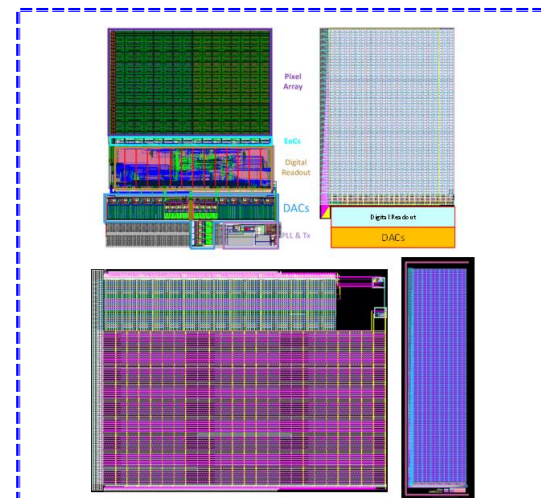 Pixel
Array
EoCs
Digital
Readout
DACs
PLL & Tx
Digital Readout
DACs